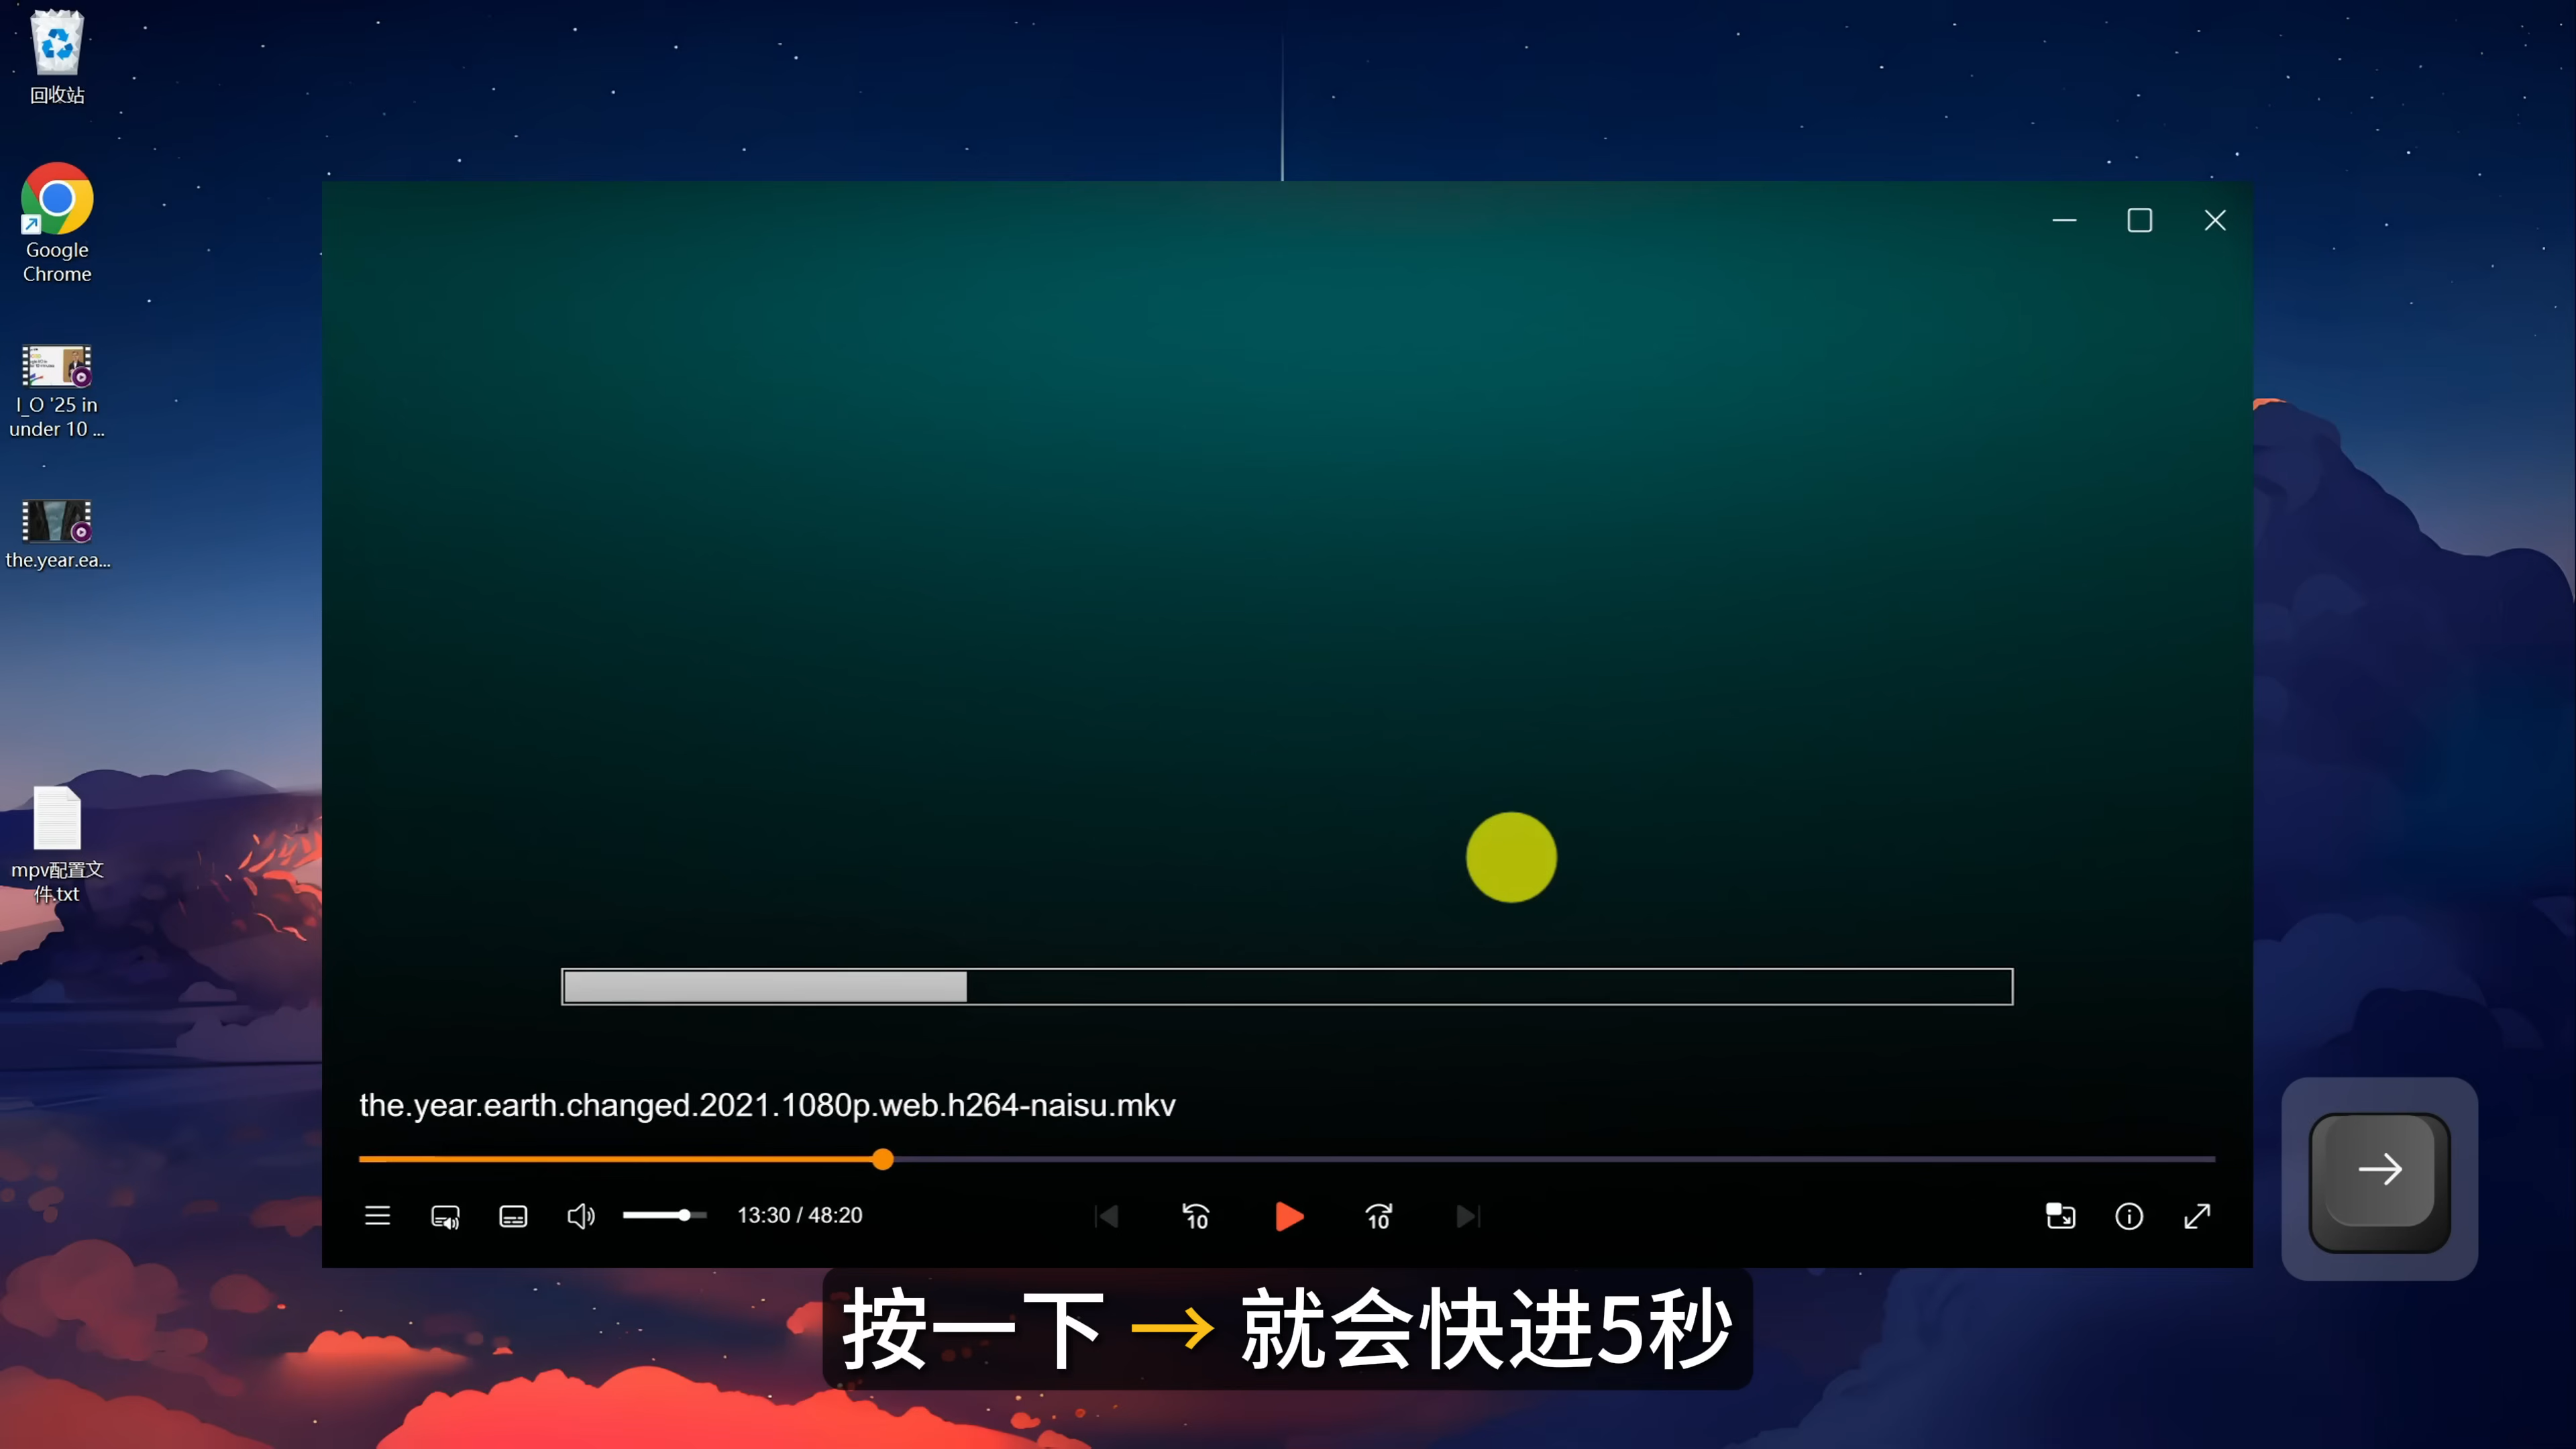 回收站
Google
Chrome
I_O '25 in
under 10 ...
the.year.ea...
mpv配置文
件.txt
the.year.earth.changed.2021.1080p.web.h264-naisu.mkv
13:30 / 48:20
10
10
按一下 → 就会快进5秒